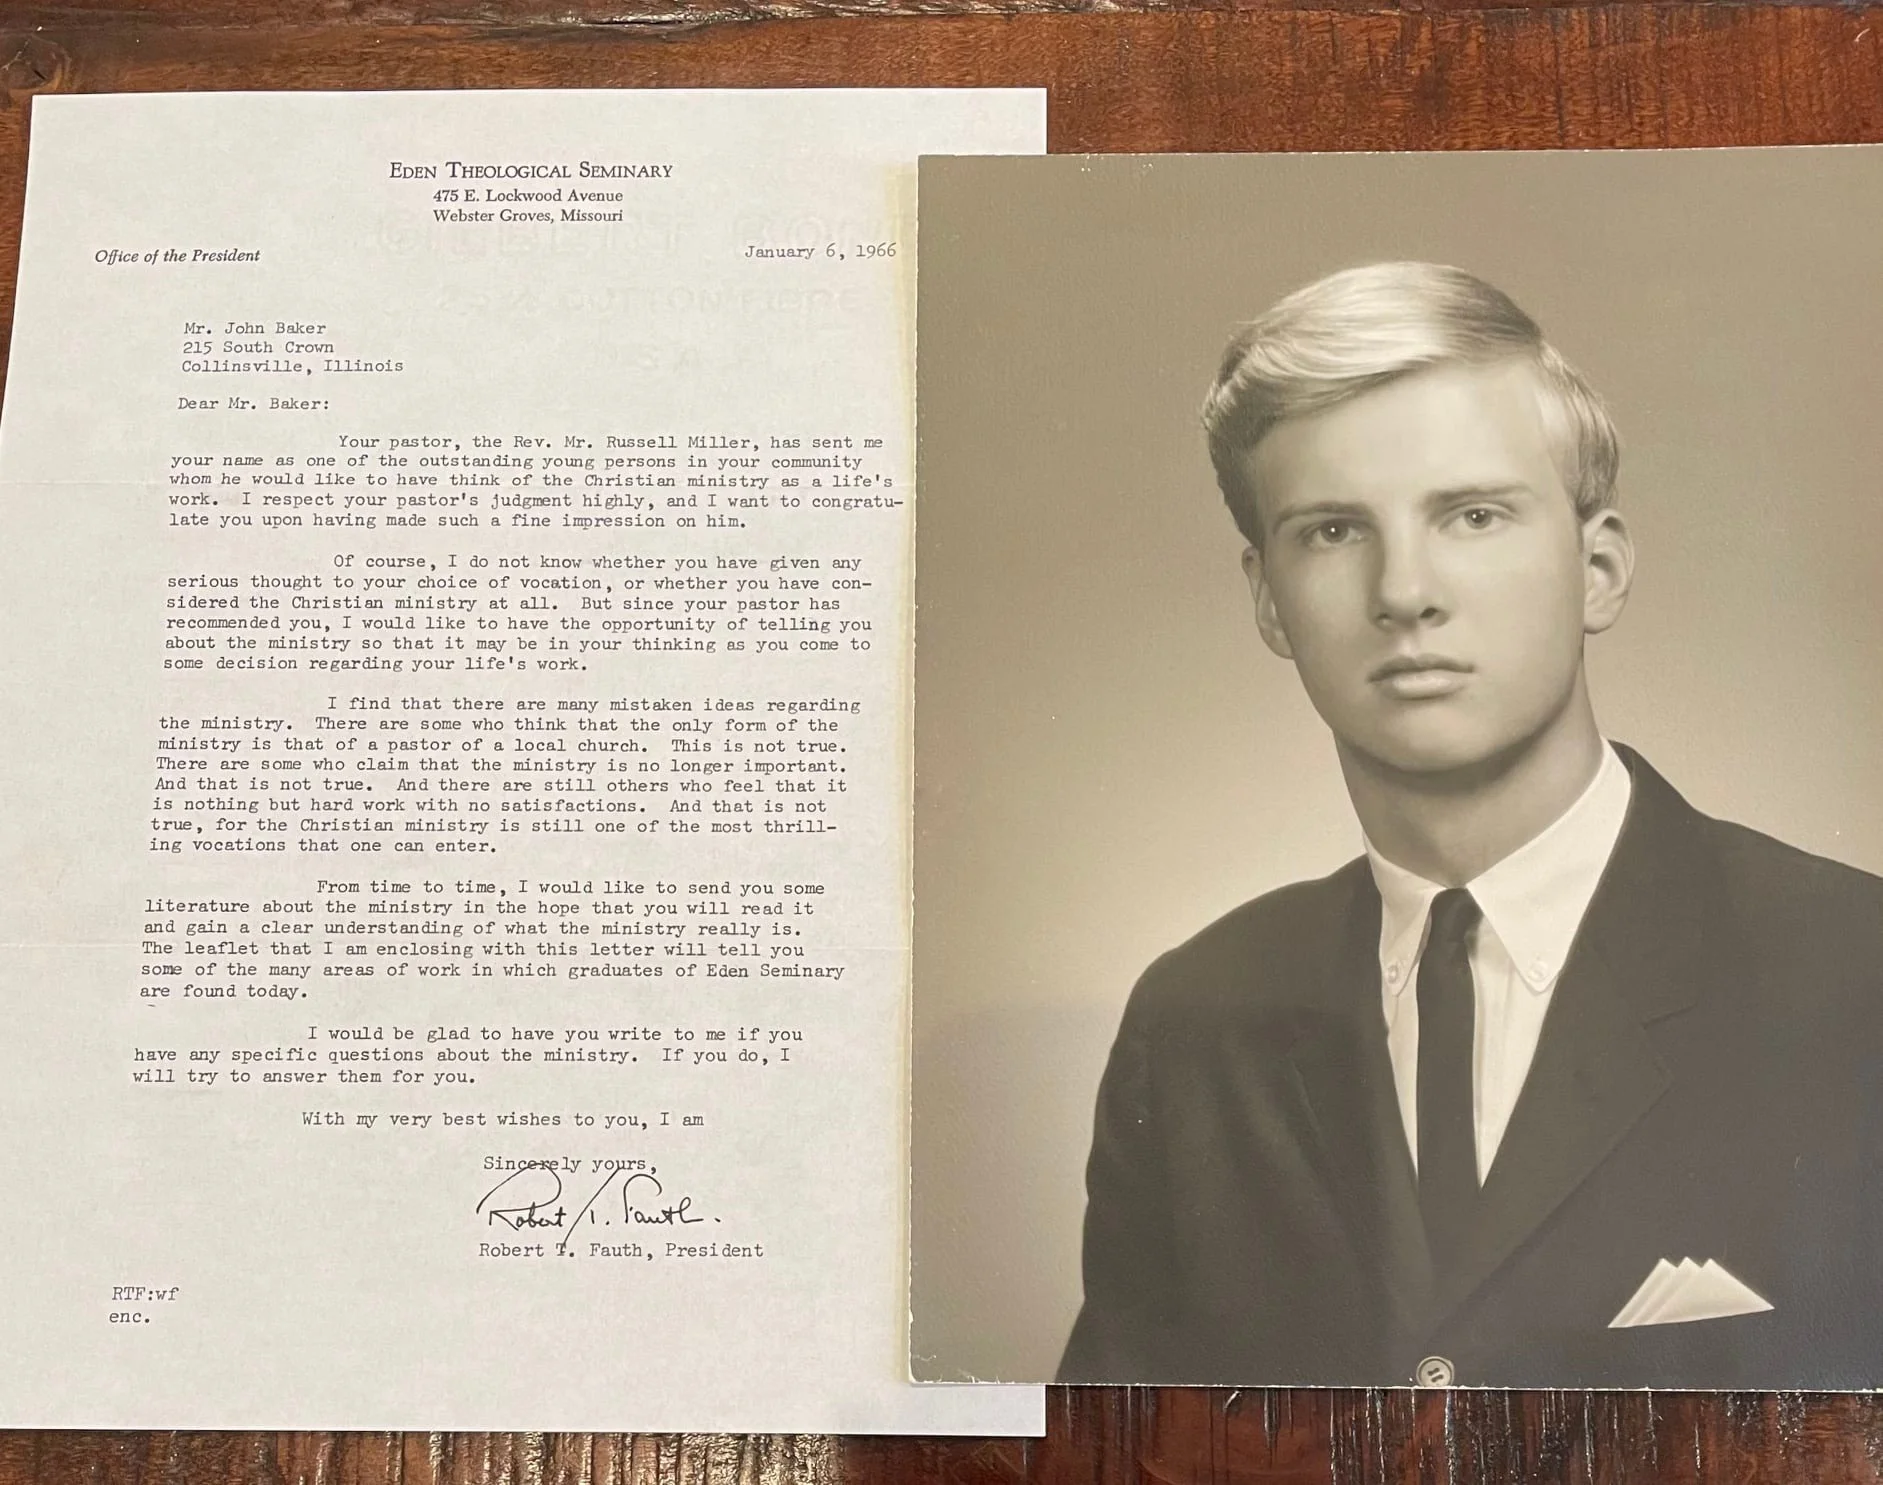 EDEN THEOLOGICAL SEMINARY
475 E. Lockwood Avenue
Webster Groves, Missouri
Office of the President
January 6, 1966
Mr. John Baker
215 South Crown
Collinsville, Illinois
Dear Mr. Baker:
Your pastor, the Rev. Mr. Russell Miller, has sent me
your name as one of the outstanding young persons in your community
whom he would like to have think of the Christian ministry as a life's
work. I respect your pastor's judgment highly, and I want to congratu-
late you upon having made such a fine impression on him.
Of course, I do not know whether you have given any
serious thought to your choice of vocation, or whether you have con-
sidered the Christian ministry at all. But since your pastor has
recommended you, I would like to have the opportunity of telling you
about the ministry so that it may be in your thinking as you come to
some decision regarding your life's work.
I find that there are many mistaken ideas regarding
the ministry. There are some who think that the only form of the
ministry is that of a pastor of a local church. This is not true.
There are some who claim that the ministry is no longer important.
And that is not true. And there are still others who feel that it
is nothing but hard work with no satisfactions. And that is not
true, for the Christian ministry is still one of the most thrill-
ing vocations that one can enter.
From time to time, I would like to send you some
literature about the ministry in the hope that you will read it
and gain a clear understanding of what the ministry really is.
The leaflet that I am enclosing with this letter will tell you
some of the many areas of work in which graduates of Eden Seminary
are found today.
I would be glad to have you write to me if you
have any specific questions about the ministry. If you do, I
will try to answer them for you.
With my very best wishes to you, I am
Sincerely yours,
Robert T. Fauth.
Robert T. Fauth, President
RTF:wf
enc.